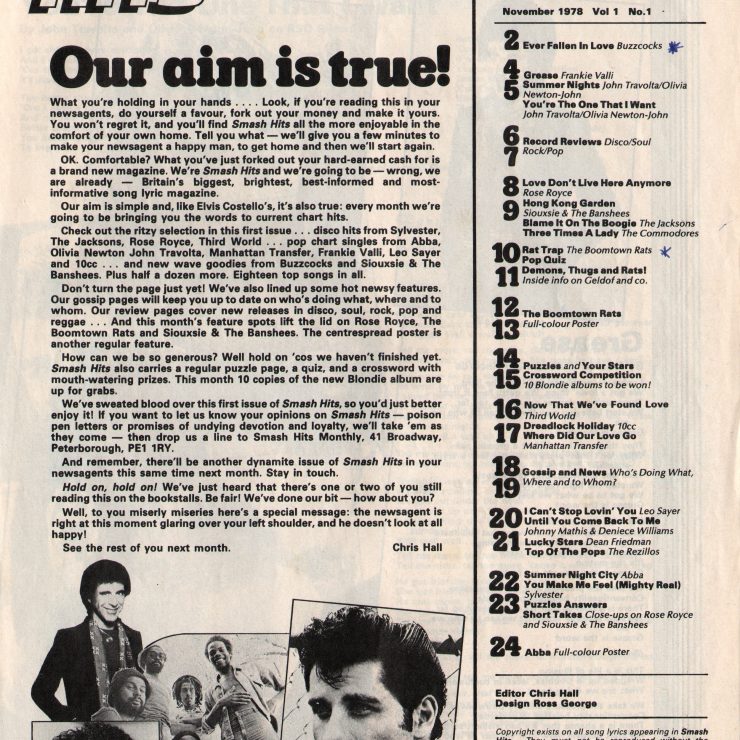 Hits
Our aim is true!
What you're holding in your hands .... Look, if you're reading this in your
newsagents, do yourself a favour, fork out your money and make it yours.
You won't regret it, and you'll find Smash Hits all the more enjoyable in the
comfort of your own home. Tell you what — we'll give you a few minutes to
make your newsagent a happy man, to get home and then we'll start again.
OK. Comfortable? What you've just forked out your hard-earned cash for is
a brand new magazine. We're Smash Hits and we're going to be — wrong, we
are already — Britain's biggest, brightest, best-informed and most-
informative song lyric magazine.
Our aim is simple and, like Elvis Costello's, it's also true: every month we're
going to be bringing you the words to current chart hits.
Check out the ritzy selection in this first issue ... disco hits from Sylvester,
The Jacksons, Rose Royce, Third World ... pop chart singles from Abba,
Olivia Newton John Travolta, Manhattan Transfer, Frankie Valli, Leo Sayer
and 10cc ... and new wave goodies from Buzzcocks and Siouxsie & The
Banshees. Plus half a dozen more. Eighteen top songs in all.
Don't turn the page just yet! We've also lined up some hot newsy features.
Our gossip pages will keep you up to date on who's doing what, where and to
whom. Our review pages cover new releases in disco, soul, rock, pop and
reggae ... And this month's feature spots lift the lid on Rose Royce, The
Boomtown Rats and Siouxsie & The Banshees. The centrespread poster is
another regular feature.
How can we be so generous? Well hold on 'cos we haven't finished yet.
Smash Hits also carries a regular puzzle page, a quiz, and a crossword with
mouth-watering prizes. This month 10 copies of the new Blondie album are
up for grabs.
We've sweated blood over this first issue of Smash Hits, so you'd just better
enjoy it! If you want to let us know your opinions on Smash Hits — poison
pen letters or promises of undying devotion and loyalty, we'll take 'em as
they come — then drop us a line to Smash Hits Monthly, 41 Broadway,
Peterborough, PE1 1RY.
And remember, there'll be another dynamite issue of Smash Hits in your
newsagents this same time next month. Stay in touch.
Hold on, hold on! We've just heard that there's one or two of you still
reading this on the bookstalls. Be fair! We've done our bit — how about you?
Well, to you miserly miseries here's a special message: the newsagent is
right at this moment glaring over your left shoulder, and he doesn't look at all
happy!
See the rest of you next month. Chris Hall
November 1978 Vol 1 No.1
2 Ever Fallen In Love Buzzcocks
4 Grease Frankie Valli
5 Summer Nights John Travolta/Olivia
Newton-John
You're The One That I Want
John Travolta/Olivia Newton-John
6
7 Record Reviews Disco/Soul
Rock/Pop
8 Love Don't Live Here Anymore
Rose Royce
9 Hong Kong Garden
Siouxsie & The Banshees
Blame It On The Boogie The Jacksons
Three Times A Lady The Commodores
10 Rat Trap The Boomtown Rats
Pop Quiz
11 Demons, Thugs and Rats!
Inside info on Geldof and co.
12 The Boomtown Rats
13 Full-colour Poster
14 Puzzles and Your Stars
15 Crossword Competition
10 Blondie albums to be won!
16 Now That We've Found Love
Third World
17 Dreadlock Holiday 10cc
Where Did Our Love Go
Manhattan Transfer
18 Gossip and News Who's Doing What,
19 Where and to Whom?
20 I Can't Stop Lovin' You Leo Sayer
Until You Come Back To Me
Johnny Mathis & Deniece Williams
21 Lucky Stars Dean Friedman
Top Of The Pops The Rezillos
22 Summer Night City Abba
You Make Me Feel (Mighty Real)
Sylvester
23 Puzzles Answers
Short Takes Close-ups on Rose Royce
and Siouxsie & The Banshees
24 Abba Full-colour Poster
Editor Chris Hall
Design Ross George
Copyright exists on all song lyrics appearing in Smash